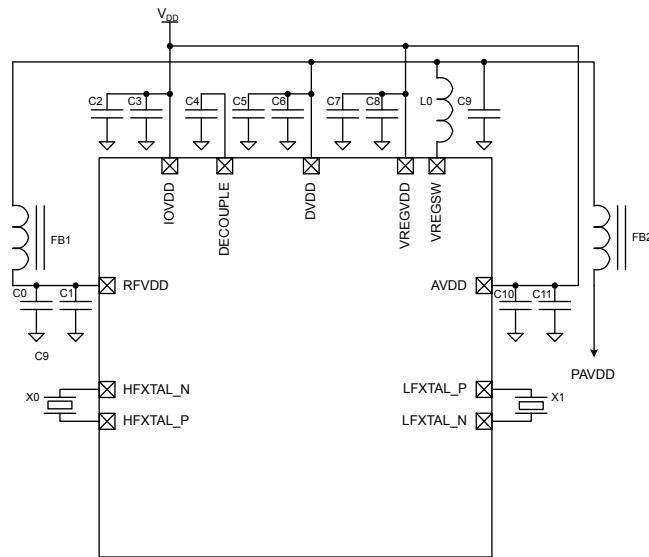 VDD
C2
C3
C4
C5
C6
C7
C8
L0
C9
IOVDD
DECOUPLE
DVDD
VREGVDD
VREGSW
FB1
FB2
C0
C1
RFVDD
AVDD
C10
C11
C9
PAVDD
X0
HFXTAL_N
HFXTAL_P
LFXTAL_P
LFXTAL_N
X1